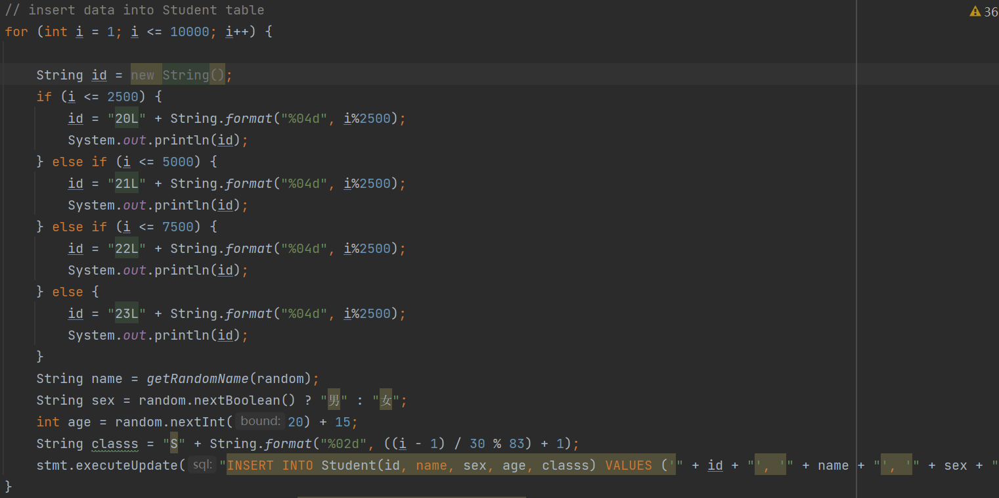 // insert data into Student table
for (int i = 1; i <= 10000; i++) {
String id = new String();
if (i <= 2500) {
id = "20L" + String.format("%04d", i%2500);
System.out.println(id);
} else if (i <= 5000) {
id = "21L" + String.format("%04d", i%2500);
System.out.println(id);
} else if (i <= 7500) {
id = "22L" + String.format("%04d", i%2500);
System.out.println(id);
} else {
id = "23L" + String.format("%04d", i%2500);
System.out.println(id);
}
String name = getRandomName(random);
String sex = random.nextBoolean() ? "男" : "女";
int age = random.nextInt( bound: 20) + 15;
String classs = "S" + String.format("%02d", ((i - 1) / 30 % 83) + 1);
stmt.executeUpdate( sql: "INSERT INTO Student(id, name, sex, age, classs) VALUES ('" + id + "', '" + name + "', '" + sex + "
}
36